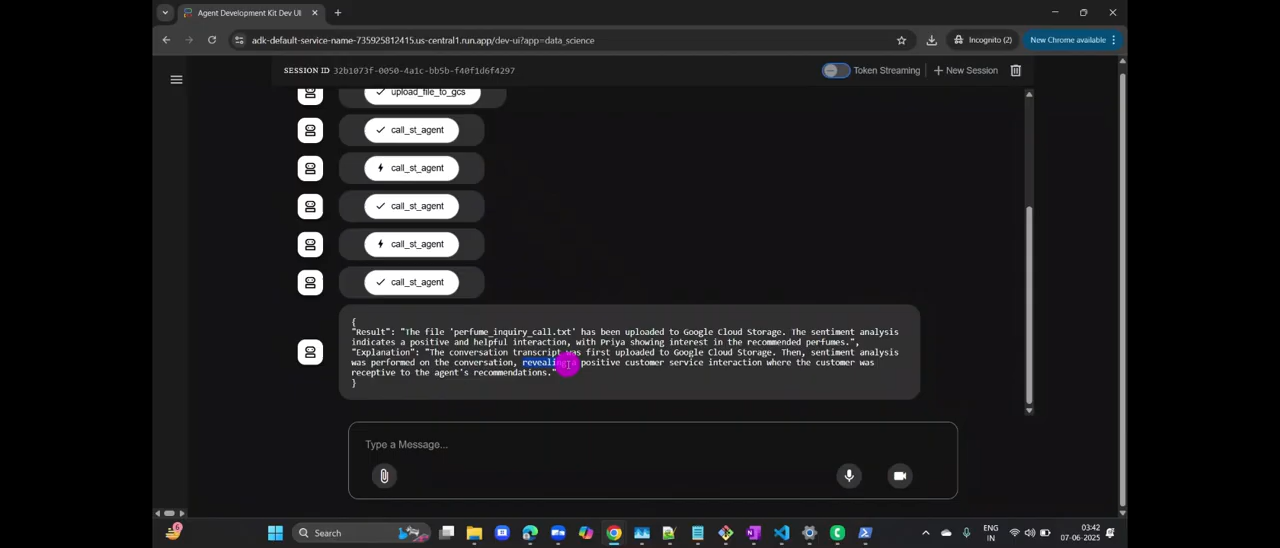 Agent Development Kit Dev UI
adk-default-service-name-735925812415.us-central1.run.app/dev-ui?app=data_science
Incognito (2)
New Chrome available
SESSION ID 32b1073f-0050-4a1c-bb5b-f40f1d6f4297
Token Streaming
New Session
upload_file_to_gcs
call_st_agent
call_st_agent
call_st_agent
call_st_agent
call_st_agent
{
"Result": "The file 'perfume_inquiry_call.txt' has been uploaded to Google Cloud Storage. The sentiment analysis
indicates a positive and helpful interaction, with Priya showing interest in the recommended perfumes.",
"Explanation": "The conversation transcript was first uploaded to Google Cloud Storage. Then, sentiment analysis
was performed on the conversation, revealing a positive customer service interaction where the customer was
receptive to the agent's recommendations."
}
Type a Message...
6
Search
ENG
IN
03:42
07-06-2025